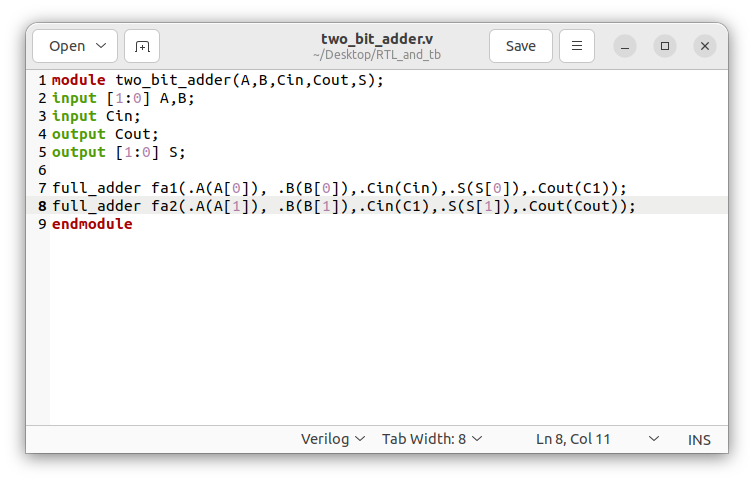 Open
two_bit_adder.v
~/Desktop/RTL_and_tb
Save
1 module two_bit_adder(A,B,Cin,Cout,S);
2 input [1:0] A,B;
3 input Cin;
4 output Cout;
5 output [1:0] S;
6
7 full_adder fa1(.A(A[0]), .B(B[0]),.Cin(Cin),.S(S[0]),.Cout(C1));
8 full_adder fa2(.A(A[1]), .B(B[1]),.Cin(C1),.S(S[1]),.Cout(Cout));
9 endmodule
Verilog Tab Width: 8 Ln 8, Col 11 INS